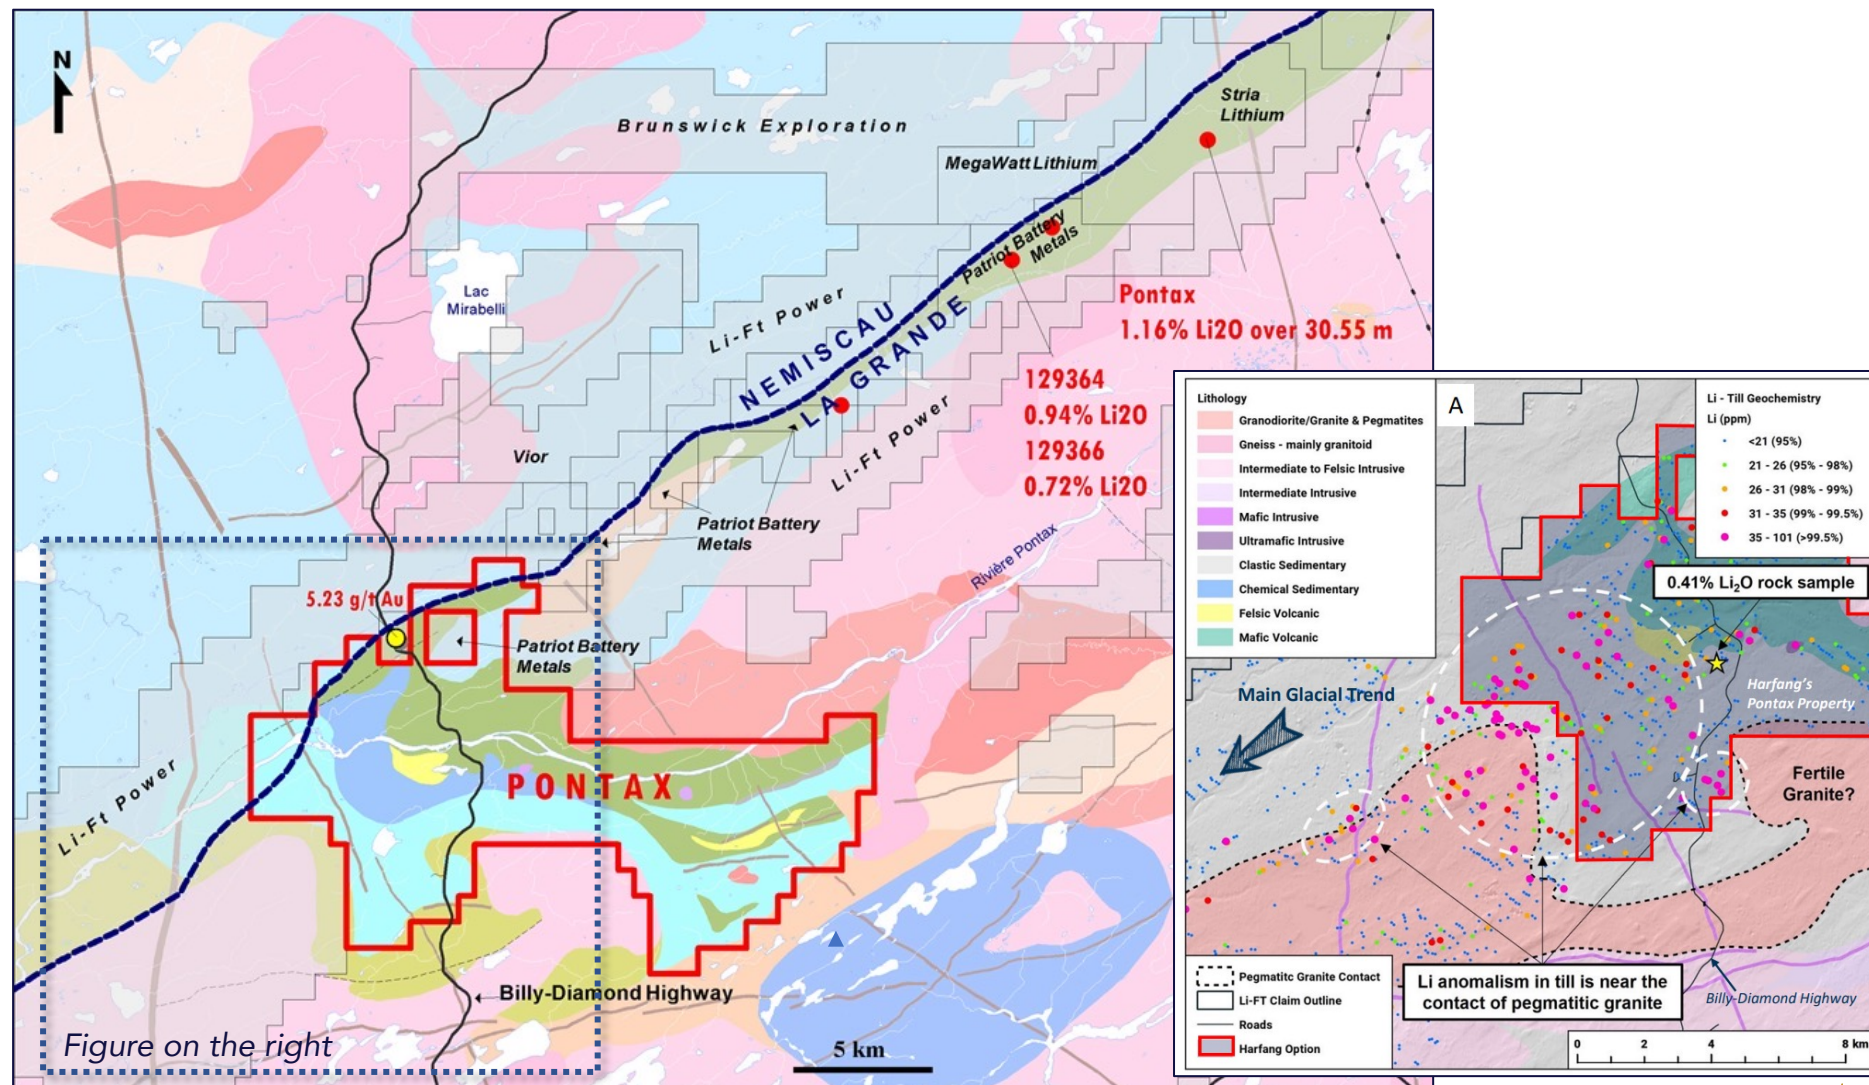 N
Brunswick Exploration
Stria
Lithium
MegaWatt Lithium
Patriot Battery
Metals
Lac
Mirabelli
Li-Ft Power
NEMISCAU
LA GRANDE
Pontax
1.16% Li2O over 30.55 m
129364
0.94% Li2O
129366
0.72% Li2O
Li-Ft Power
Vior
Patriot Battery
Metals
Rivière Pontax
5.23 g/t Au
Patriot Battery
Metals
PONTAX
Li-Ft Power
Billy-Diamond Highway
Figure on the right
5 km
A
Lithology
Granodiorite/Granite & Pegmatites
Gneiss - mainly granitoid
Intermediate to Felsic Intrusive
Intermediate Intrusive
Mafic Intrusive
Ultramafic Intrusive
Clastic Sedimentary
Chemical Sedimentary
Felsic Volcanic
Mafic Volcanic
Li - Till Geochemistry
Li (ppm)
<21 (95%)
21 - 26 (95% - 98%)
26 - 31 (98% - 99%)
31 - 35 (99% - 99.5%)
35 - 101 (>99.5%)
0.41% Li₂O rock sample
Main Glacial Trend
Harfang's
Pontax Property
Fertile
Granite?
Li anomalism in till is near the
contact of pegmatitic granite
Billy-Diamond Highway
Pegmatitic Granite Contact
Li-FT Claim Outline
Roads
Harfang Option
0 2 4 8 km